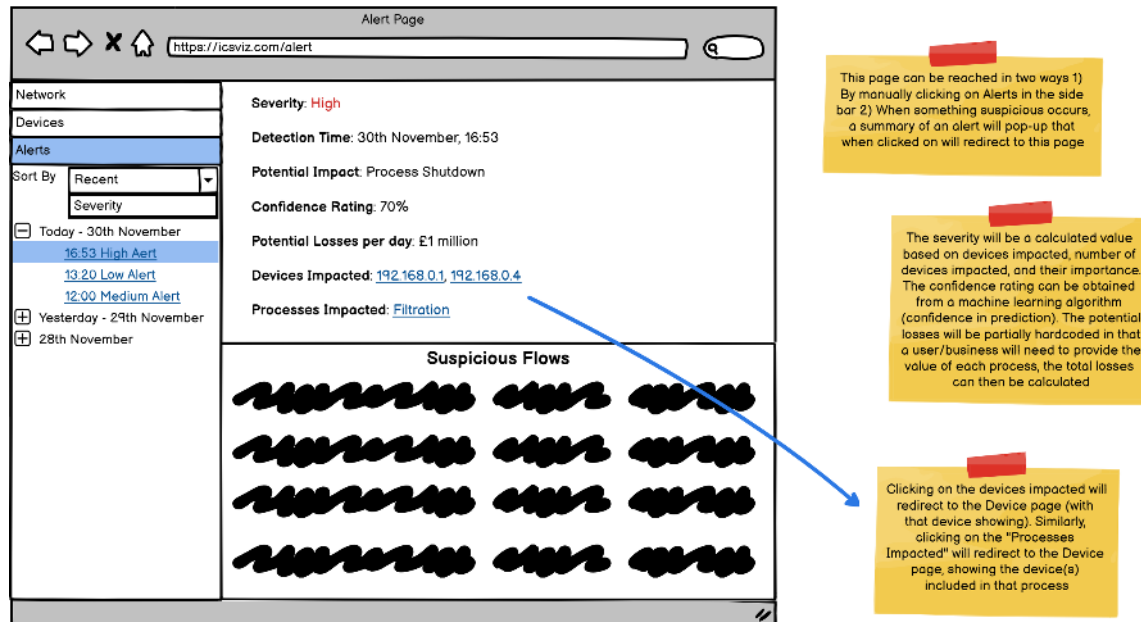 Alert Page
https://icsviz.com/alert
Network
Devices
Alerts
Sort By
Recent
Severity
Today - 30th November
16:53 High Aert
13:20 Low Alert
12:00 Medium Alert
Yesterday - 29th November
28th November
Severity: High
Detection Time: 30th November, 16:53
Potential Impact: Process Shutdown
Confidence Rating: 70%
Potential Losses per day: £1 million
Devices Impacted: 192.168.0.1, 192.168.0.4
Processes Impacted: Filtration
Suspicious Flows
This page can be reached in two ways 1)
By manually clicking on Alerts in the side
bar 2) When something suspicious occurs,
a summary of an alert will pop-up that
when clicked on will redirect to this page
The severity will be a calculated value
based on devices impacted, number of
devices impacted, and their importance.
The confidence rating can be obtained
from a machine learning algorithm
(confidence in prediction). The potential
losses will be partially hardcoded in that
a user/business will need to provide the
value of each process, the total losses
can then be calculated
Clicking on the devices impacted will
redirect to the Device page (with
that device showing). Similarly,
clicking on the "Processes
Impacted" will redirect to the Device
page, showing the device(s)
included in that process